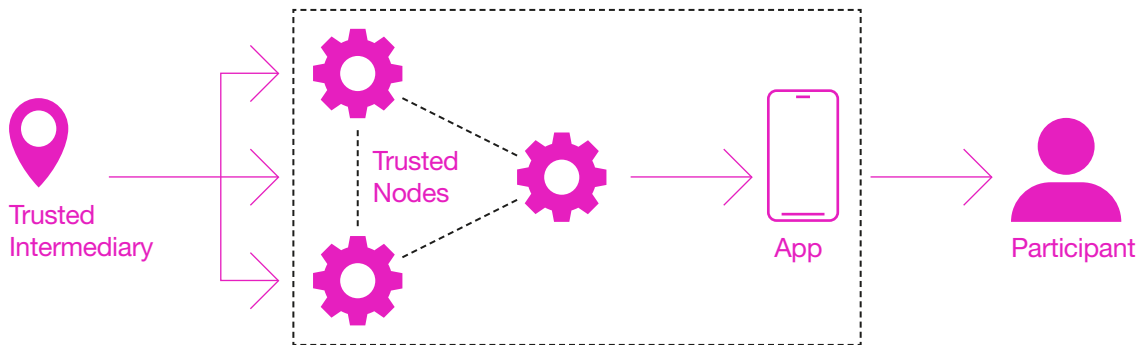 Trusted
Intermediary
Trusted
Nodes
App
Participant